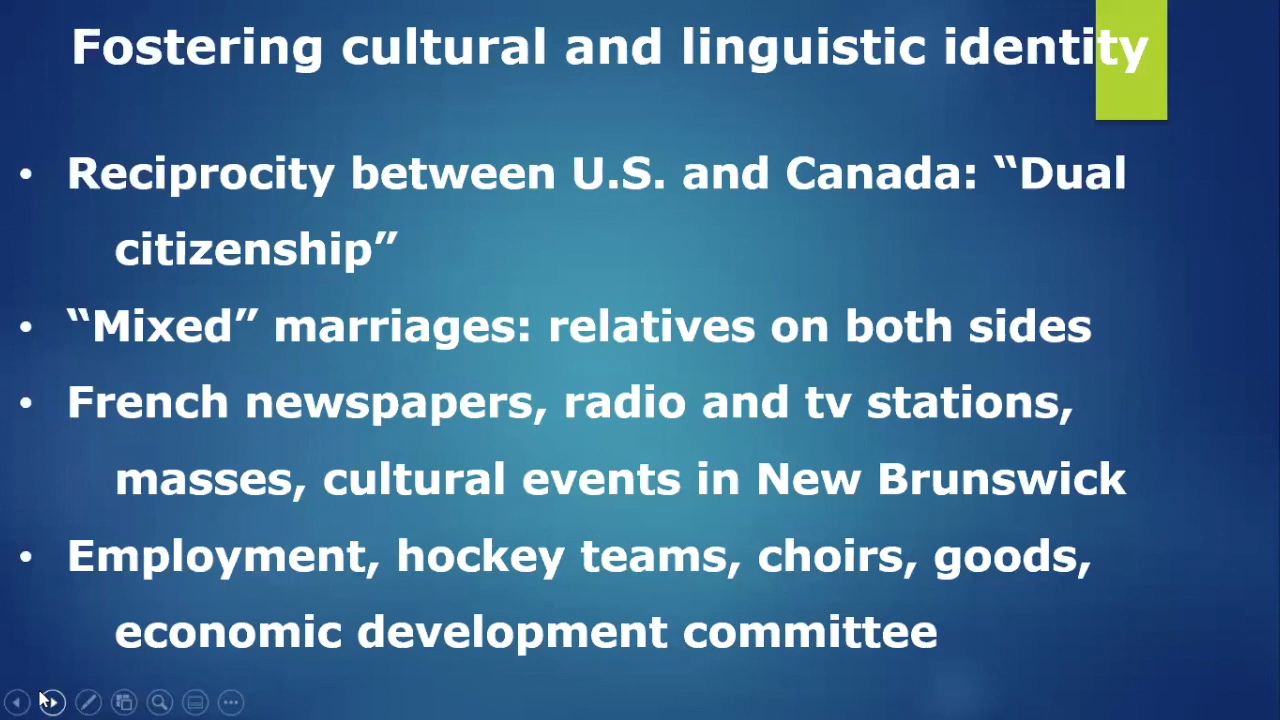 Fostering cultural and linguistic identity
• Reciprocity between U.S. and Canada: “Dual
citizenship”
• “Mixed” marriages: relatives on both sides
• French newspapers, radio and tv stations,
masses, cultural events in New Brunswick
• Employment, hockey teams, choirs, goods,
economic development committee